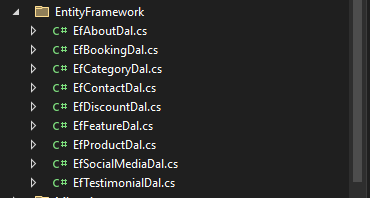 EntityFramework
C# EfAboutDal.cs
C# EfBookingDal.cs
C# EfCategoryDal.cs
C# EfContactDal.cs
C# EfDiscountDal.cs
C# EfFeatureDal.cs
C# EfProductDal.cs
C# EfSocialMediaDal.cs
C# EfTestimonialDal.cs